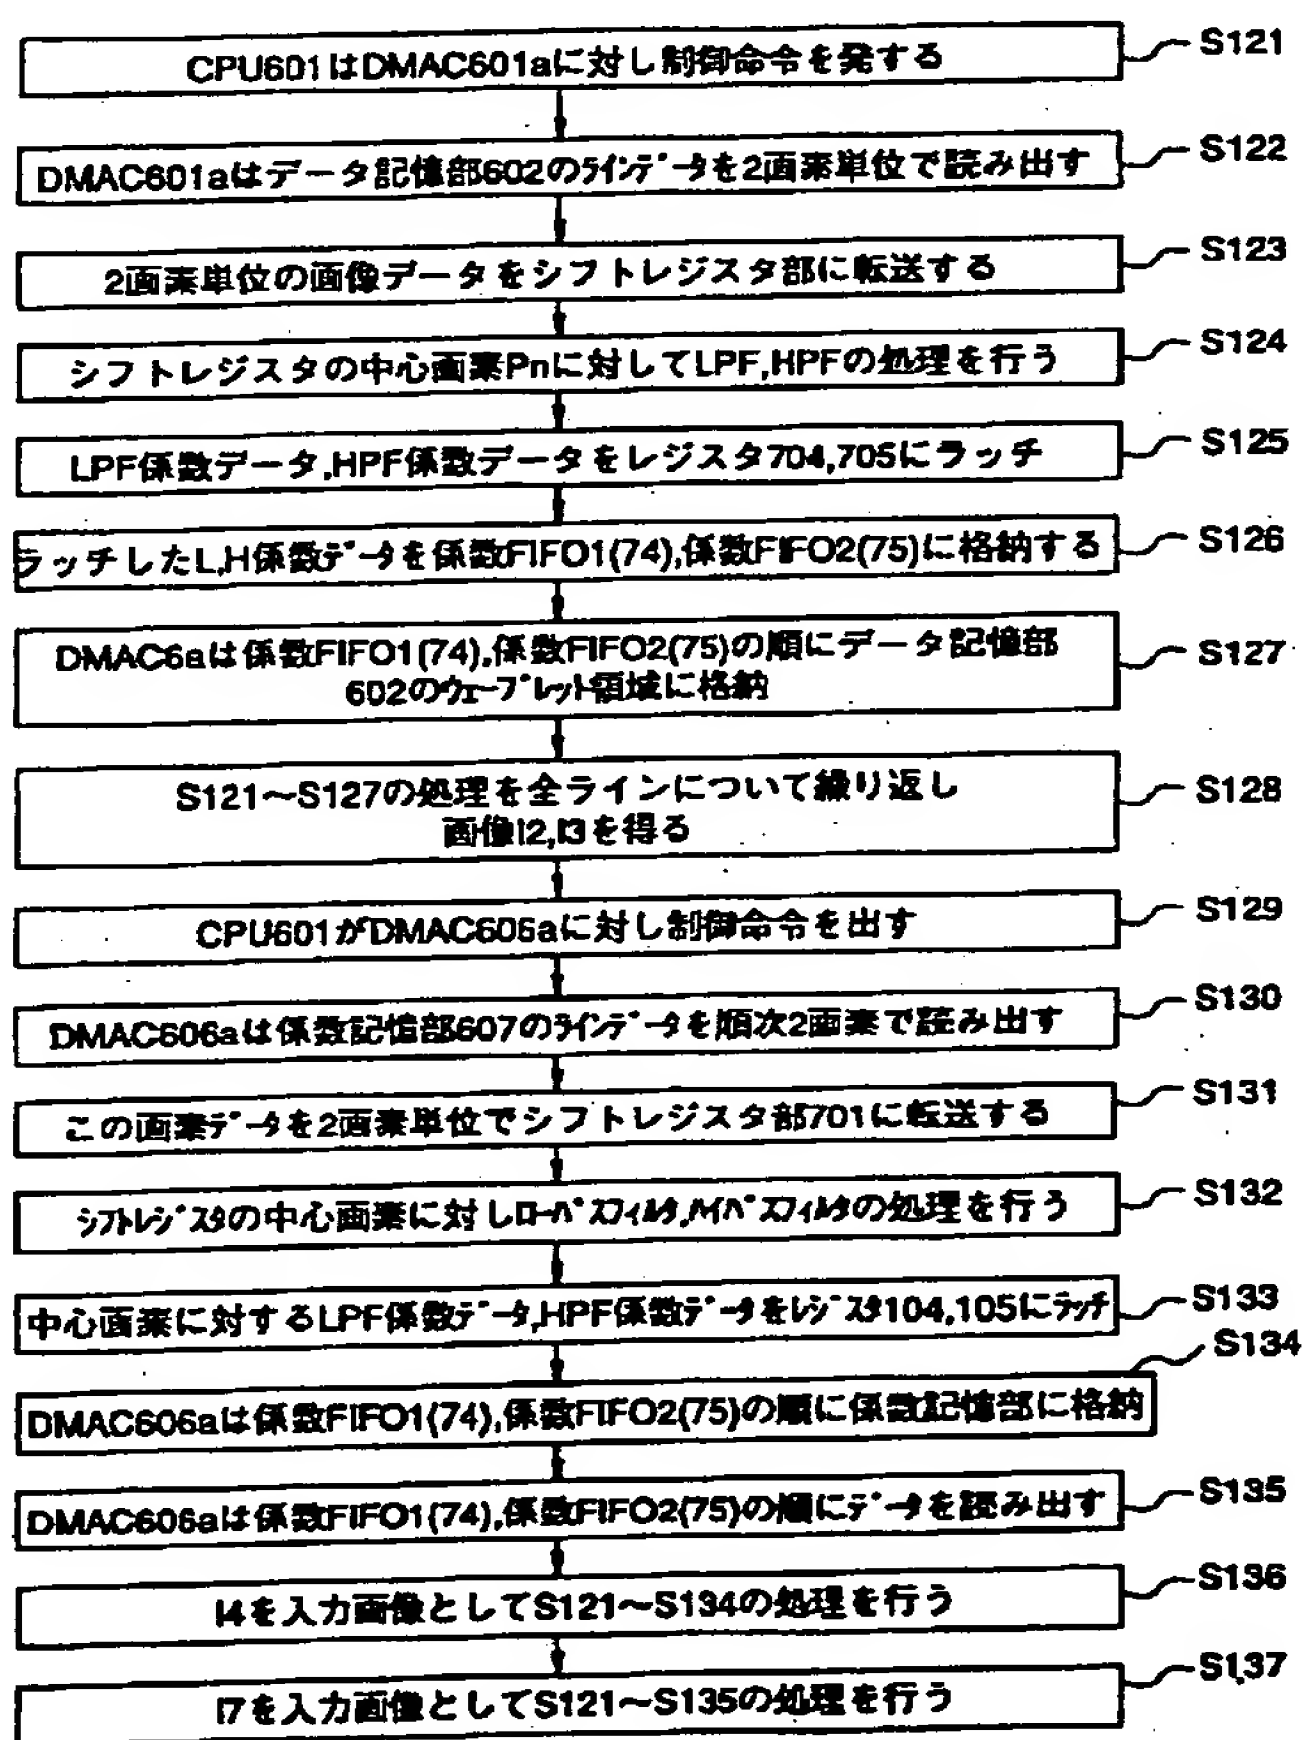 CPU601はDMAC601aに対し制御命令を発する S121
DMAC601aはデータ記憶部602のラインデータを2画素単位で読み出す S122
2画素単位の画像データをシフトレジスタ部に転送する S123
シフトレジスタの中心画素Pnに対してLPF,HPFの処理を行う S124
LPF係数データ,HPF係数データをレジスタ704,705にラッチ S125
ラッチしたL,H係数データを係数FIFO1(74),係数FIFO2(75)に格納する S126
DMAC6aは係数FIFO1(74),係数FIFO2(75)の順にデータ記憶部 S127
602のウェーブレット領域に格納
S121～S127の処理を全ラインについて繰り返し S128
画像I2,I3を得る
CPU601がDMAC606aに対し制御命令を出す S129
DMAC606aは係数記憶部607のラインデータを順次2画素で読み出す S130
この画素データを2画素単位でシフトレジスタ部701に転送する S131
シフトレジスタの中心画素に対しローパスフィルタ,ハイパスフィルタの処理を行う S132
中心画素に対するLPF係数データ,HPF係数データをレジスタ104,105にラッチ S133
S134
DMAC606aは係数FIFO1(74),係数FIFO2(75)の順に係数記憶部に格納
DMAC606aは係数FIFO1(74),係数FIFO2(75)の順にデータを読み出す S135
I4を入力画像としてS121～S134の処理を行う S136
I7を入力画像としてS121～S135の処理を行う S137